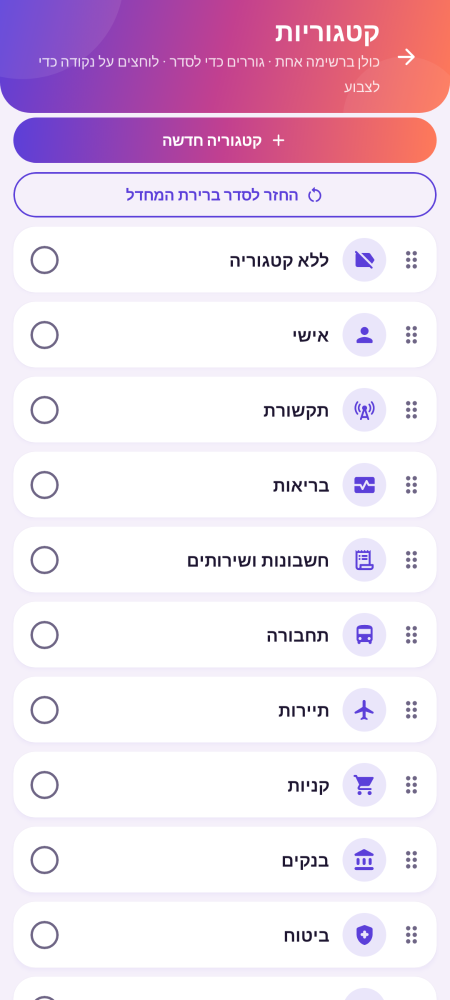 קטגוריות
כולן ברשימה אחת · גוררים כדי לסדר · לוחצים על נקודה כדי
לצבוע
+ קטגוריה חדשה
החזר לסדר ברירת המחדל
ללא קטגוריה
אישי
תקשורת
בריאות
חשבונות ושירותים
תחבורה
תיירות
קניות
בנקים
ביטוח